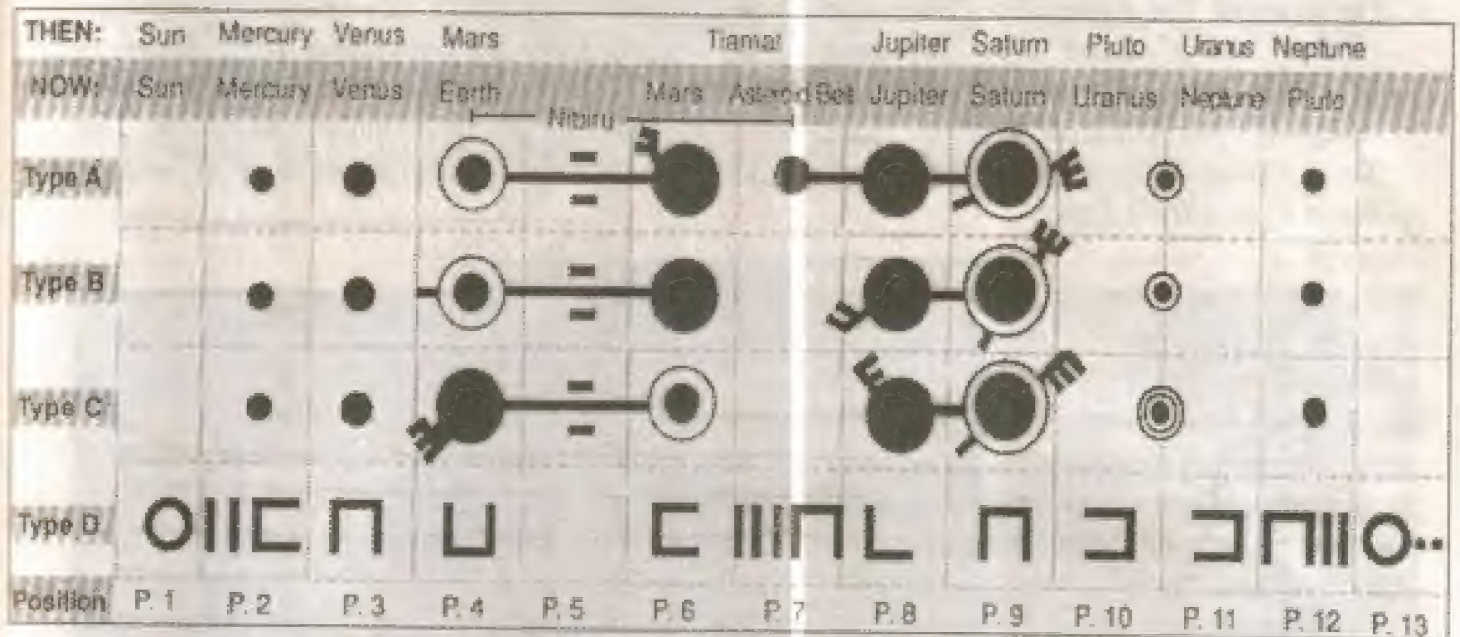 THEN: Sun Mercury Venus Mars Tiamat Jupiter Saturn Pluto Uranus Neptune
NOW: Sun Mercury Venus Earth Mars Asteroid Belt Jupiter Saturn Uranus Neptune Pluto
Nibiru
Type A
Type B
Type C
Type D
Position P. 1 P. 2 P. 3 P. 4 P. 5 P. 6 P. 7 P. 8 P. 9 P. 10 P. 11 P. 12 P. 13